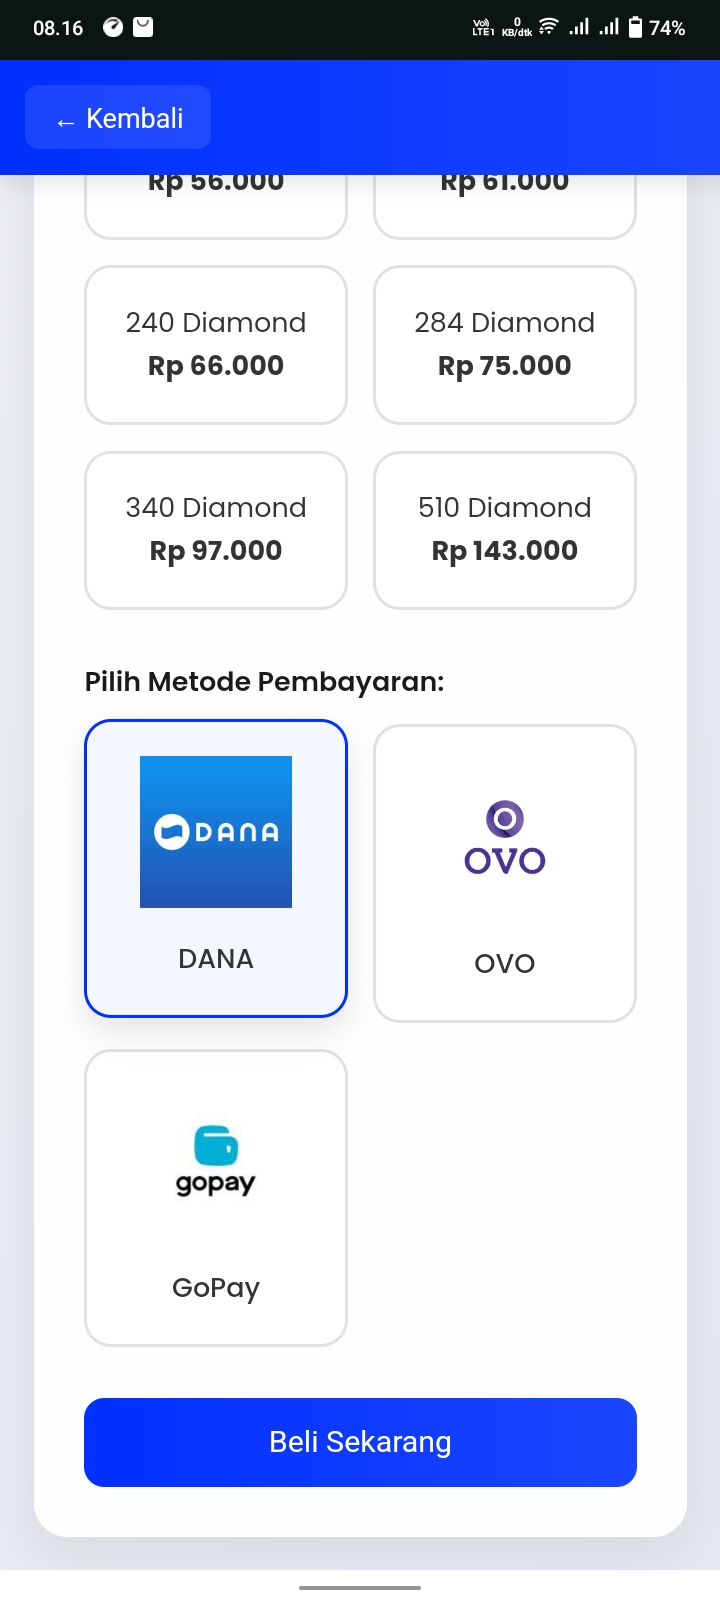 08.16
Vo))
LTE1
0
KB/dtk
74%
← Kembali
Rp 56.000
Rp 61.000
240 Diamond
Rp 66.000
284 Diamond
Rp 75.000
340 Diamond
Rp 97.000
510 Diamond
Rp 143.000
Pilih Metode Pembayaran:
DANA
DANA
OVO
OVO
gopay
GoPay
Beli Sekarang